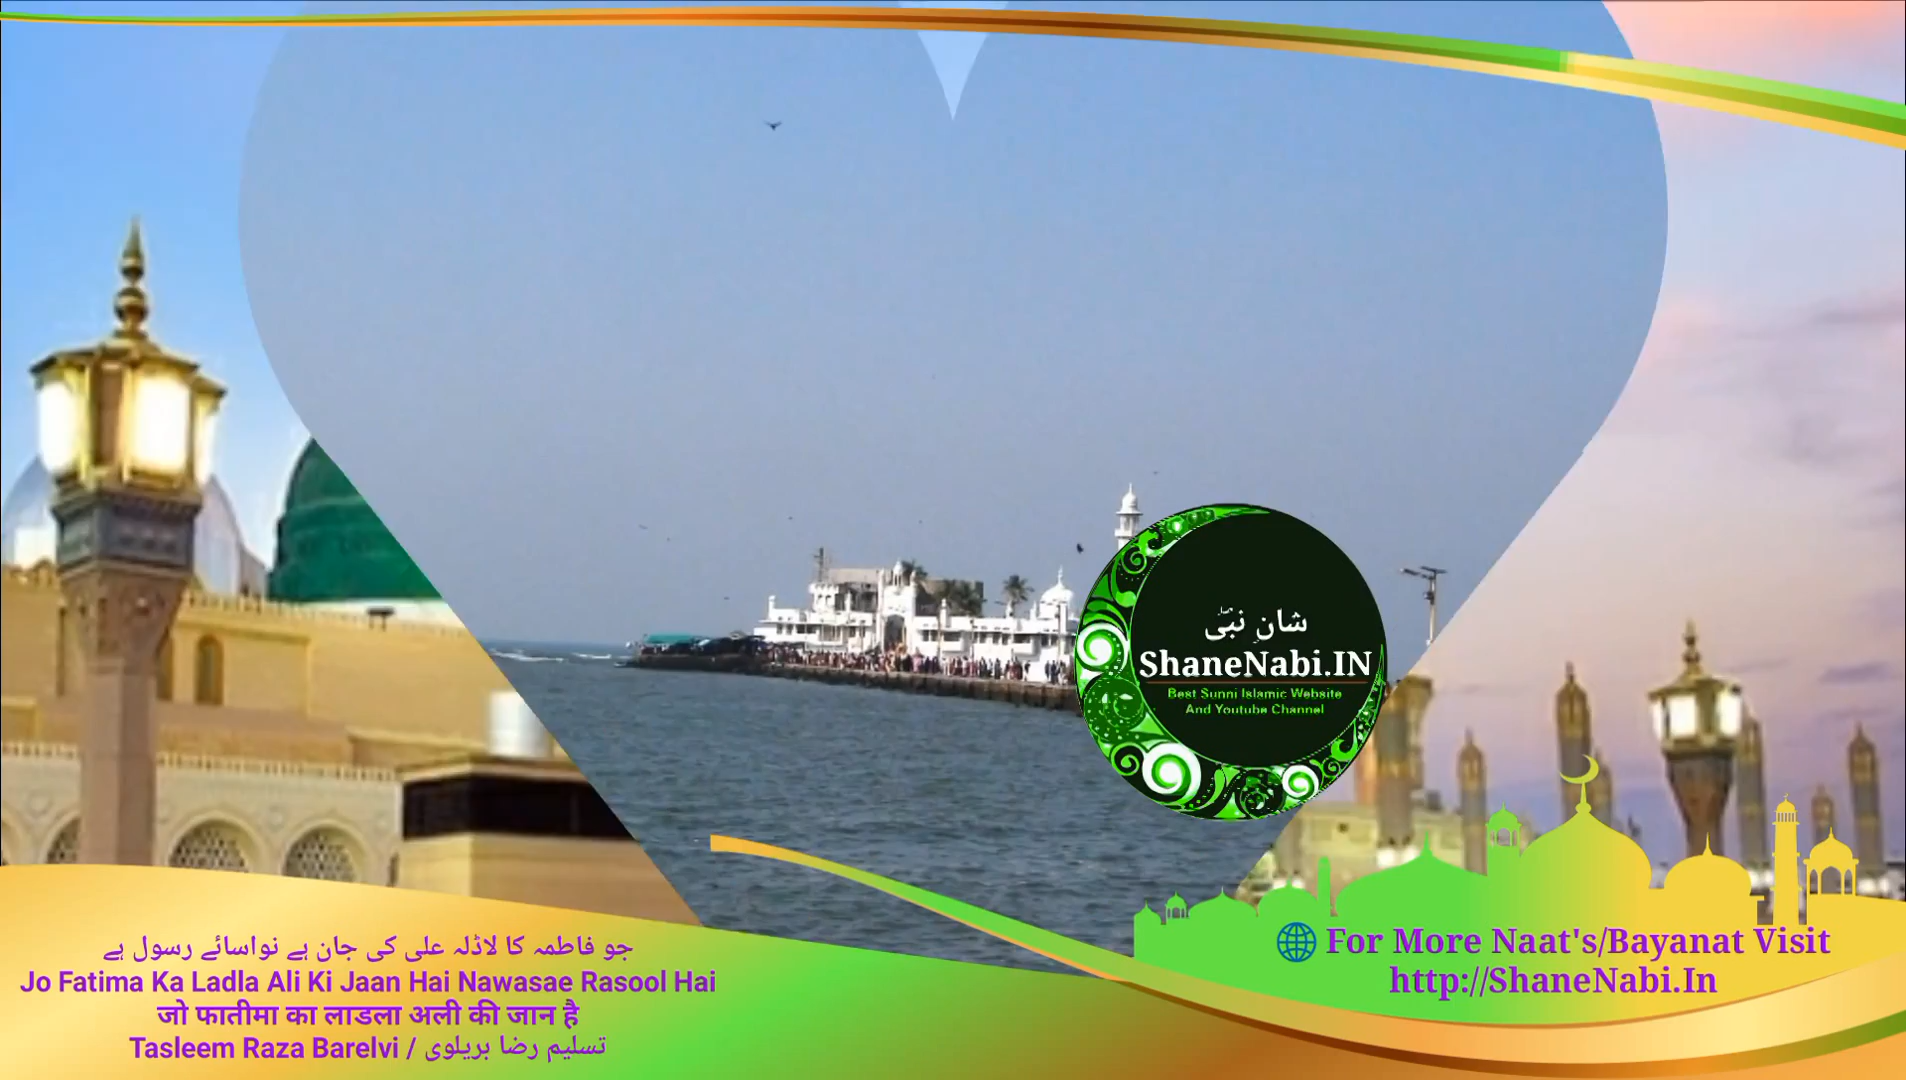 شانِ نبیؐ
ShaneNabi.IN
Best Sunni Islamic Website
And Youtube Channel
جو فاطمہ کا لاڈلہ علی کی جان ہے نواسائے رسول ہے
Jo Fatima Ka Ladla Ali Ki Jaan Hai Nawasae Rasool Hai
जो फातीमा का लाडला अली की जान है
Tasleem Raza Barelvi / تسلیم رضا بریلوی
For More Naat's/Bayanat Visit
http://ShaneNabi.In